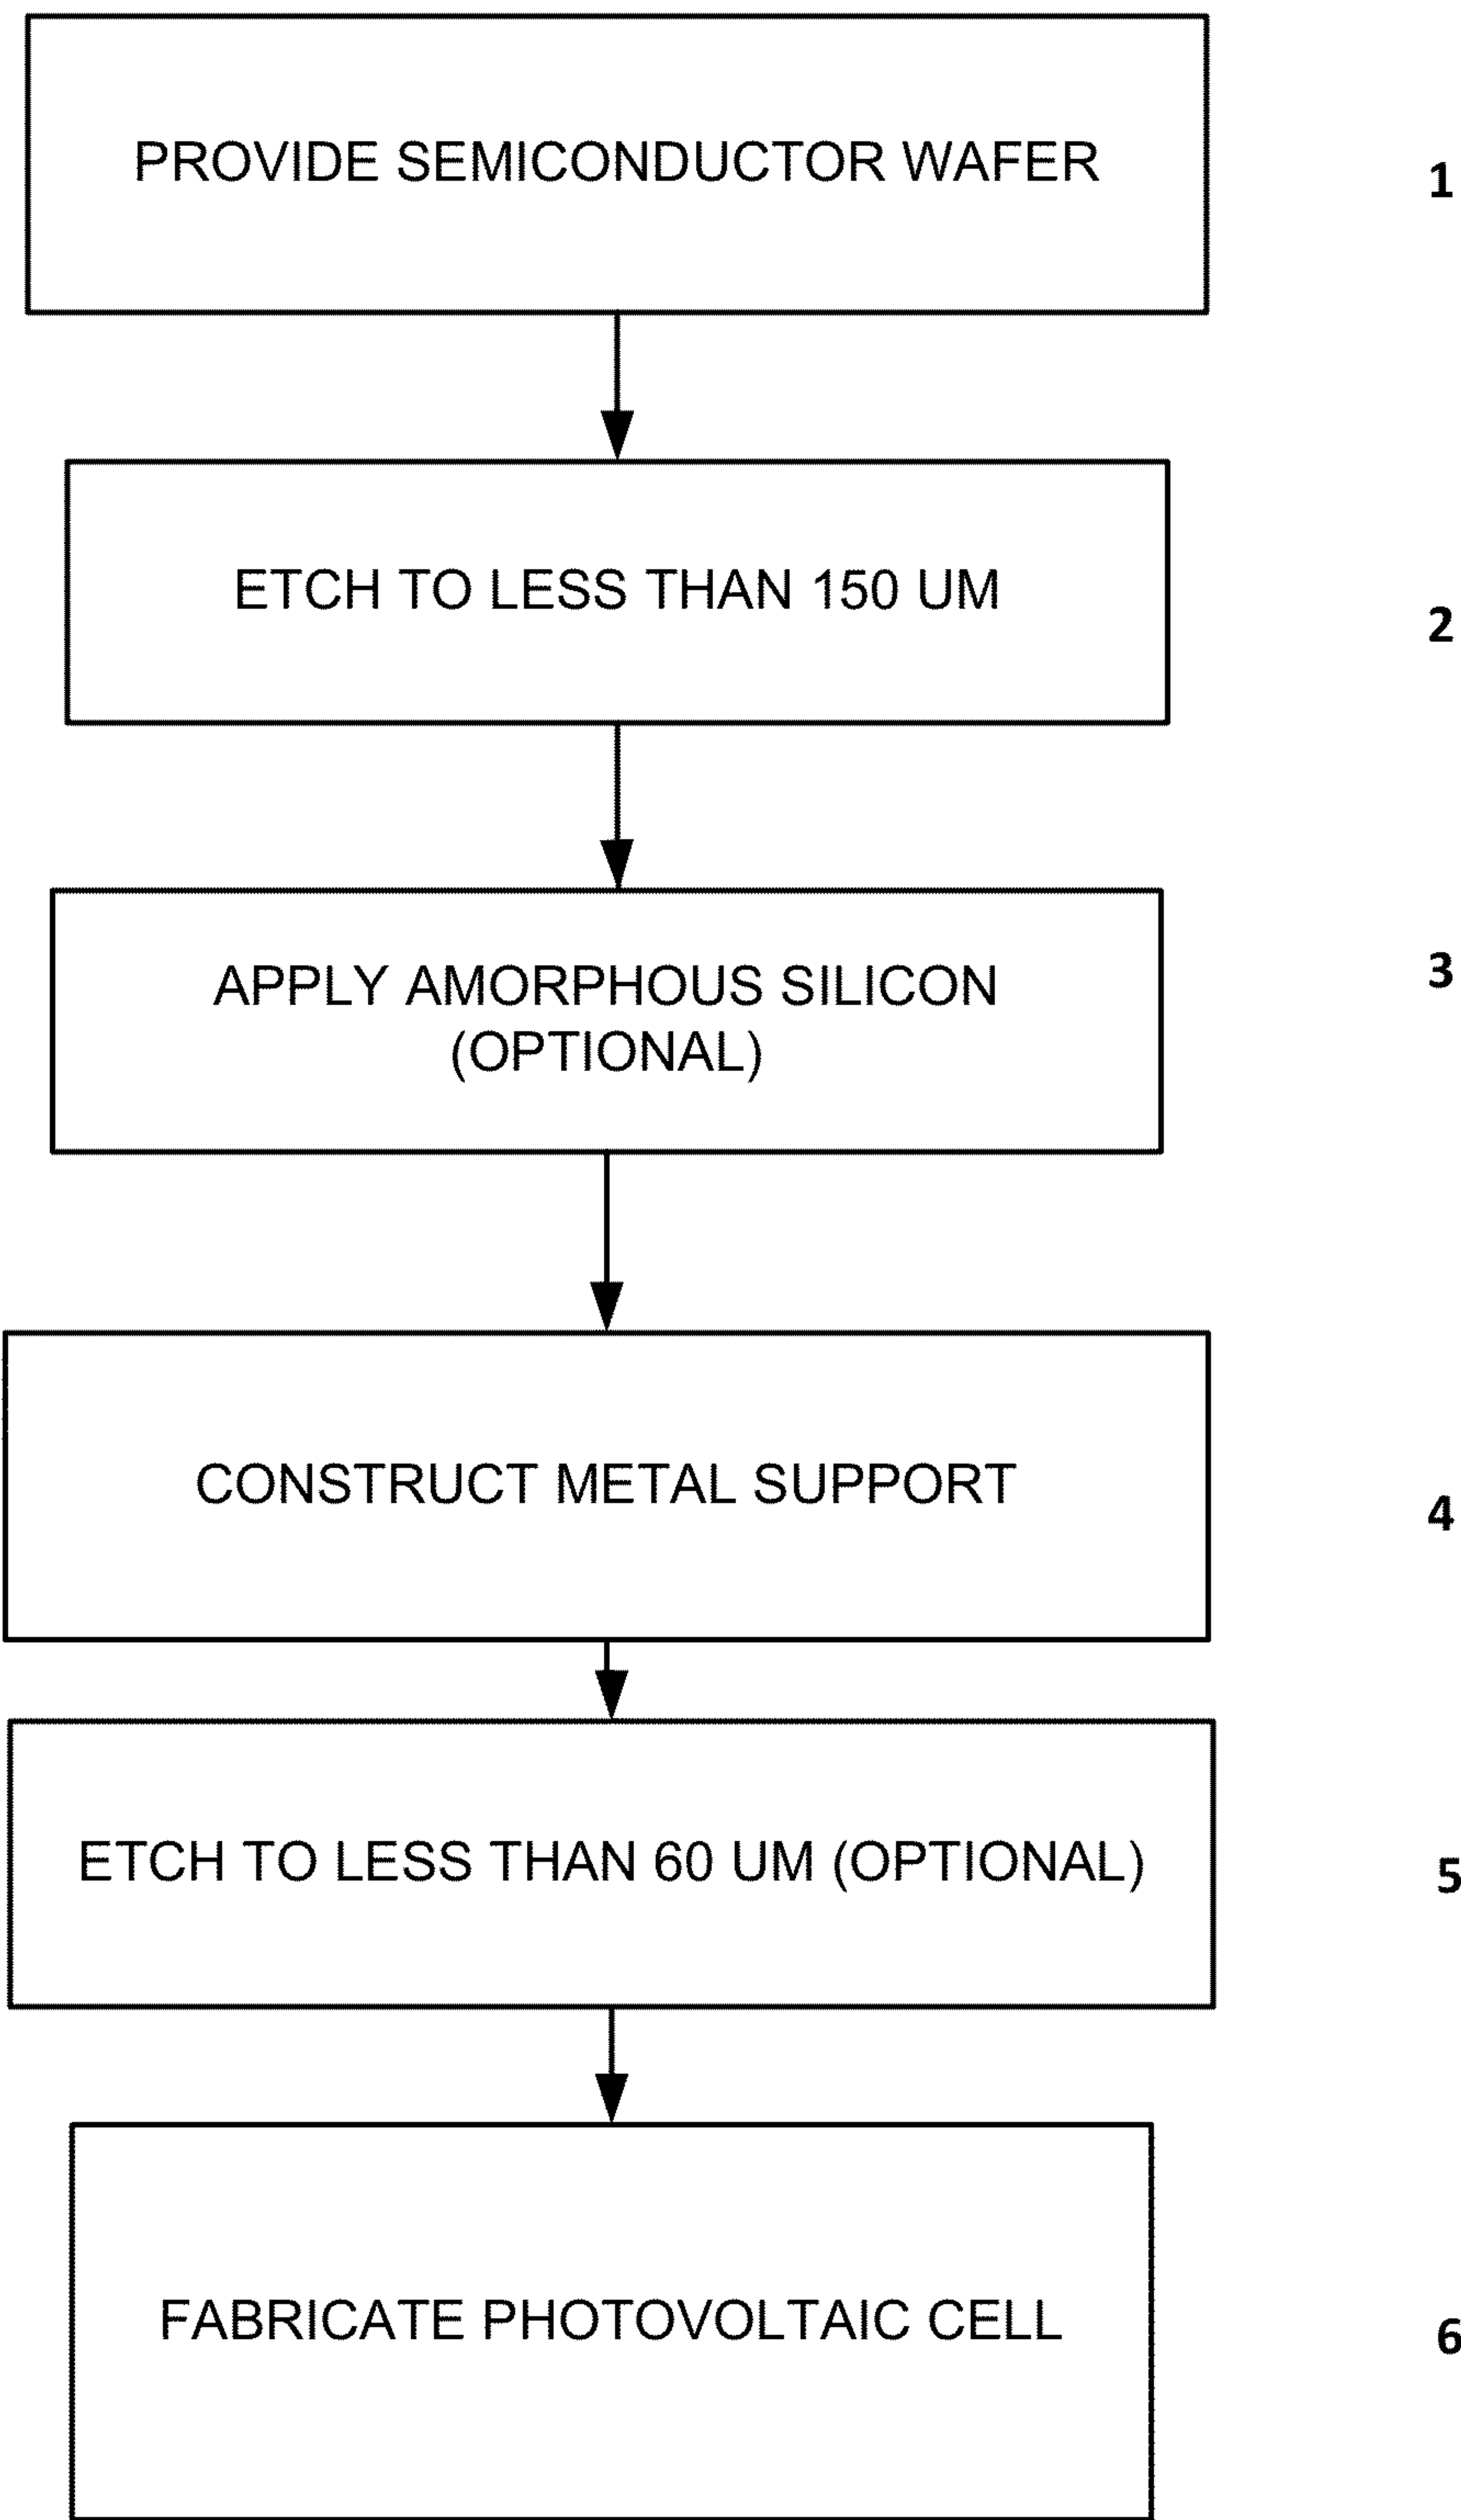 PROVIDE SEMICONDUCTOR WAFER
1
ETCH TO LESS THAN 150 UM
2
APPLY AMORPHOUS SILICON
(OPTIONAL)
3
CONSTRUCT METAL SUPPORT
4
ETCH TO LESS THAN 60 UM (OPTIONAL)
5
FABRICATE PHOTOVOLTAIC CELL
6